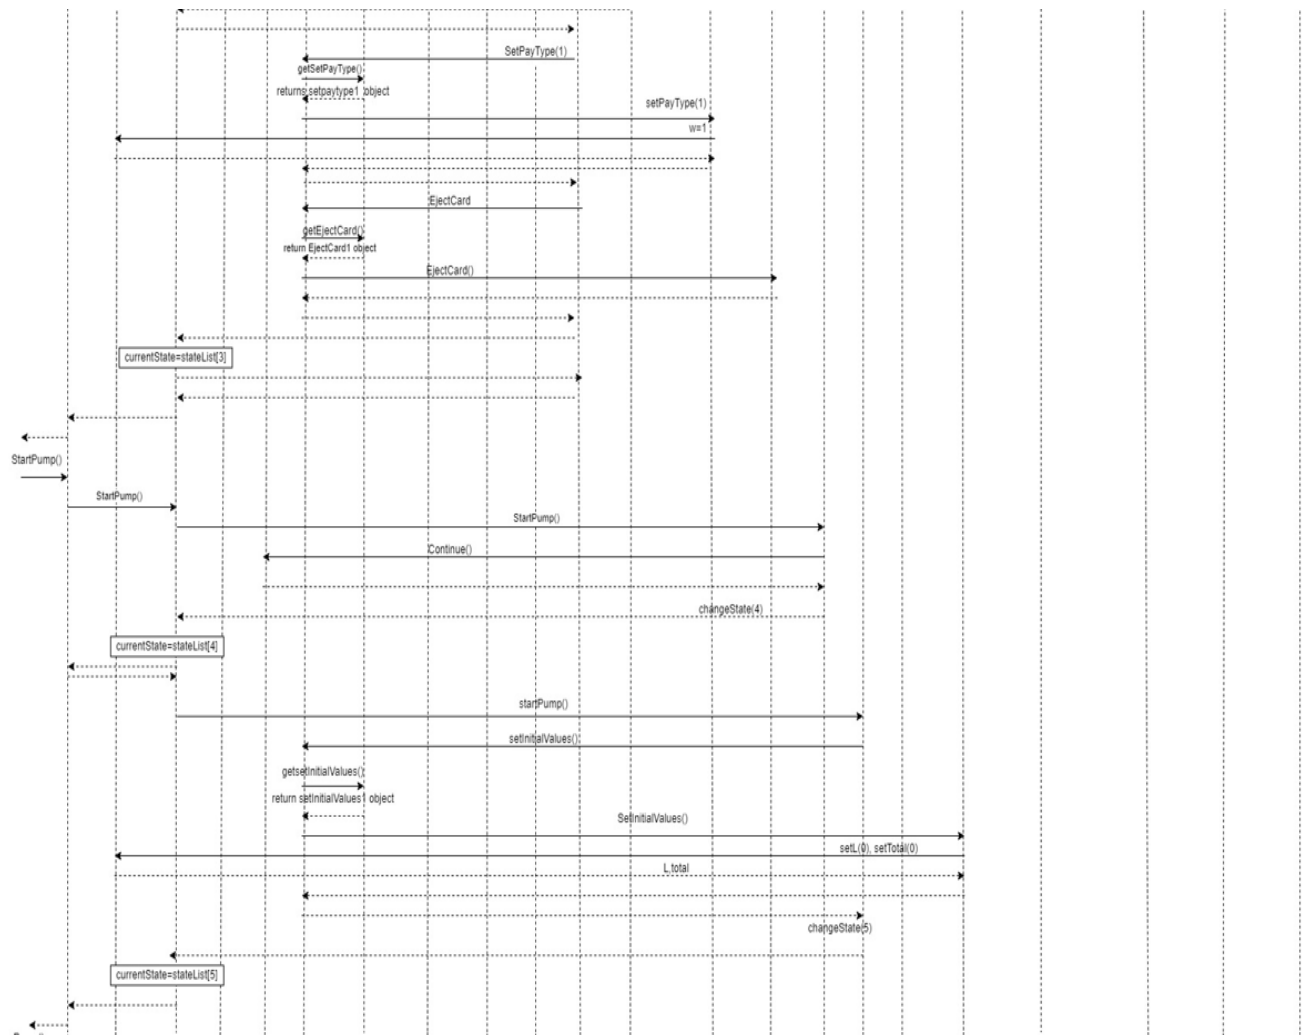 SetPayType(1)
getSetPayType()
returns setpaytype1 object
setPayType(1)
w=1
EjectCard
getEjectCard()
return EjectCard1 object
EjectCard()
currentState=stateList[3]
StartPump()
StartPump()
StartPump()
Continue()
changeState(4)
currentState=stateList[4]
startPump()
setInitialValues()
getsetInitialValues()
return setInitialValues1 object
SetInitialValues()
setL(0), setTotal(0)
L,total
changeState(5)
currentState=stateList[5]